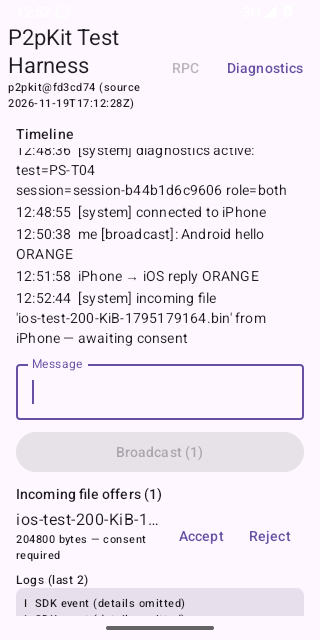 12:52
P2pKit Test
Harness
p2pkit@fd3cd74 (source
2026-11-19T17:12:28Z)
RPC
Diagnostics
Timeline
12:48:36 [system] diagnostics active:
test=PS-T04
session=session-b44b1d6c9606 role=both
12:48:55 [system] connected to iPhone
12:50:38 me [broadcast]: Android hello
ORANGE
12:51:58 iPhone → iOS reply ORANGE
12:52:44 [system] incoming file
'ios-test-200-KiB-1795179164.bin' from
iPhone — awaiting consent
Message
Broadcast (1)
Incoming file offers (1)
ios-test-200-KiB-1...
204800 bytes — consent
required
Accept
Reject
Logs (last 2)
I SDK event (details omitted)